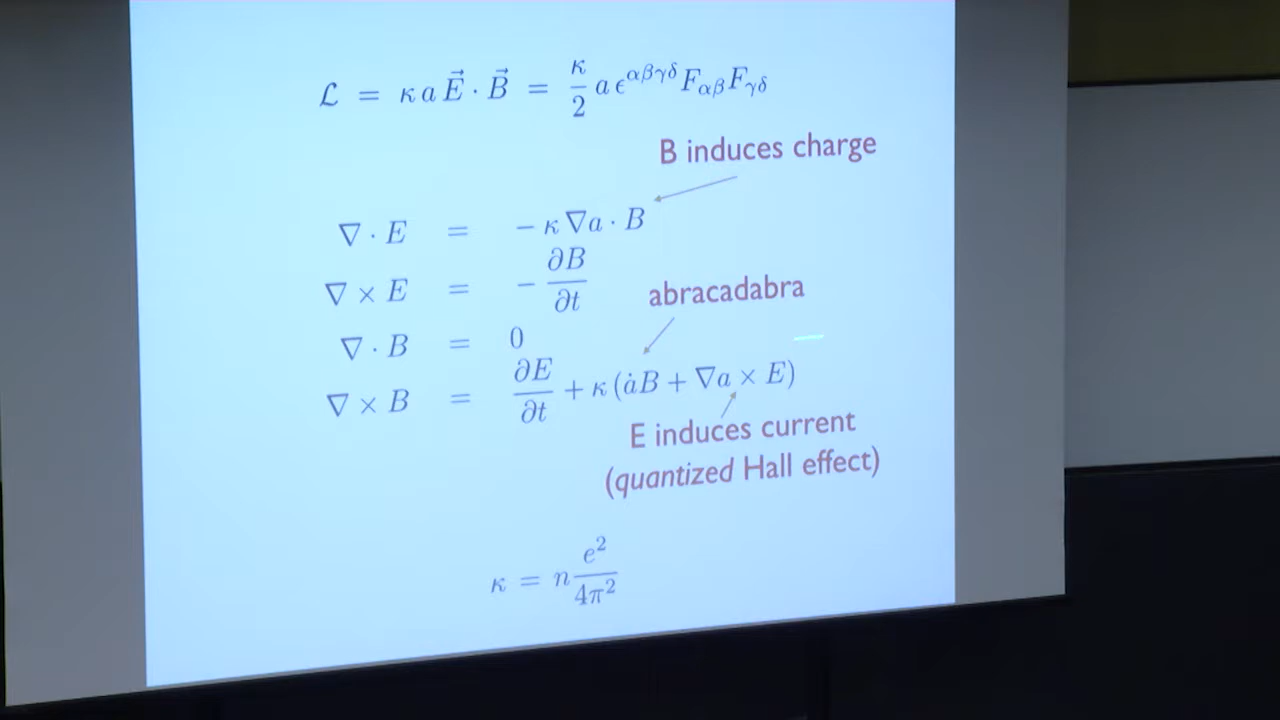 ℒ = κ a E⃗ · B⃗ = κ/2 a ε^{αβγδ} F_{αβ} F_{γδ}
B induces charge
∇ · E = − κ ∇a · B
∇ × E = − ∂B/∂t
abracadabra
∇ · B = 0
∇ × B = ∂E/∂t + κ (ȧB + ∇a × E)
E induces current
(quantized Hall effect)
κ = n e²/4π²